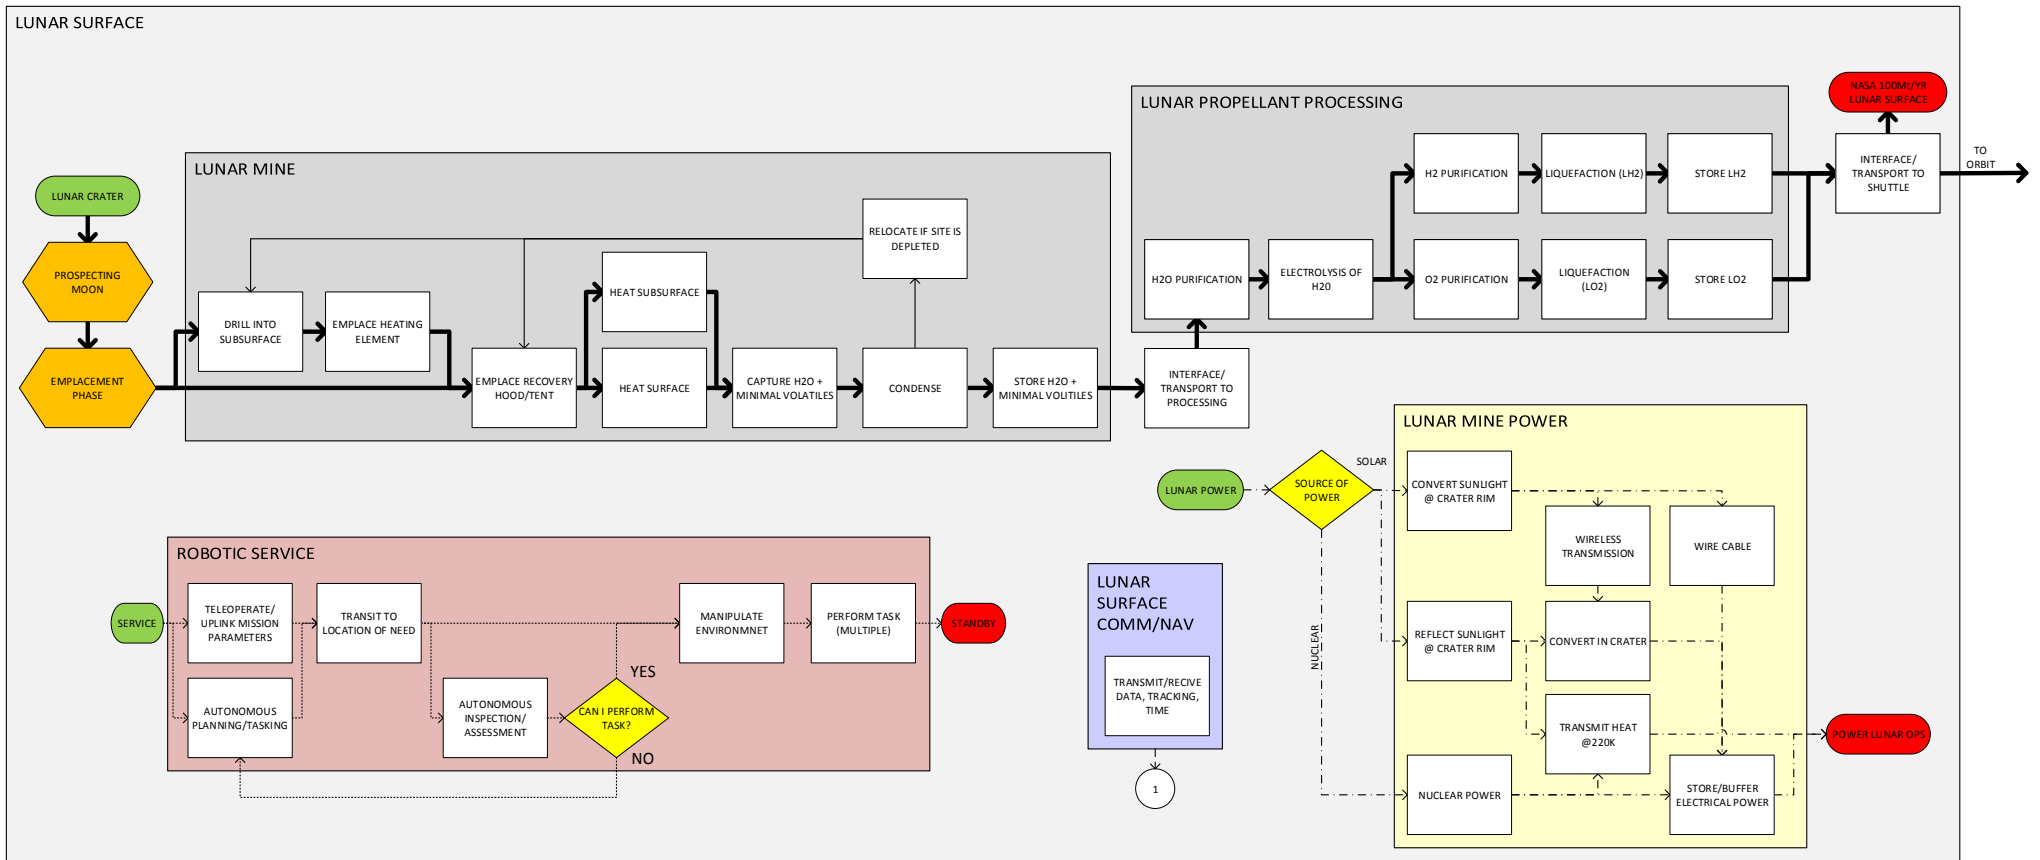 LUNAR SURFACE
LUNAR CRATER
PROSPECTING
MOON
EMPLACEMENT
PHASE
LUNAR MINE
DRILL INTO
SUBSURFACE
EMPLACE HEATING
ELEMENT
EMPLACE RECOVERY
HOOD/TENT
HEAT SUBSURFACE
HEAT SURFACE
CAPTURE H2O +
MINIMAL VOLATILES
RELOCATE IF SITE IS
DEPLETED
CONDENSE
STORE H2O +
MINIMAL VOLITILES
INTERFACE/
TRANSPORT TO
PROCESSING
LUNAR PROPELLANT PROCESSING
H2O PURIFICATION
ELECTROLYSIS OF
H20
H2 PURIFICATION
LIQUEFACTION (LH2)
STORE LH2
O2 PURIFICATION
LIQUEFACTION
(LO2)
STORE LO2
NASA 100Mt/YR
LUNAR SURFACE
INTERFACE/
TRANSPORT TO
SHUTTLE
TO
ORBIT
ROBOTIC SERVICE
SERVICE
TELEOPERATE/
UPLINK MISSION
PARAMETERS
TRANSIT TO
LOCATION OF NEED
AUTONOMOUS
PLANNING/TASKING
AUTONOMOUS
INSPECTION/
ASSESSMENT
CAN I PERFORM
TASK?
YES
NO
MANIPULATE
ENVIRONMNET
PERFORM TASK
(MULTIPLE)
STANDBY
LUNAR
SURFACE
COMM/NAV
TRANSMIT/RECIVE
DATA, TRACKING,
TIME
1
LUNAR POWER
SOURCE OF
POWER
SOLAR
NUCLEAR
LUNAR MINE POWER
CONVERT SUNLIGHT
@ CRATER RIM
WIRELESS
TRANSMISSION
WIRE CABLE
REFLECT SUNLIGHT
@ CRATER RIM
CONVERT IN CRATER
TRANSMIT HEAT
@220K
NUCLEAR POWER
STORE/BUFFER
ELECTRICAL POWER
POWER LUNAR OPS